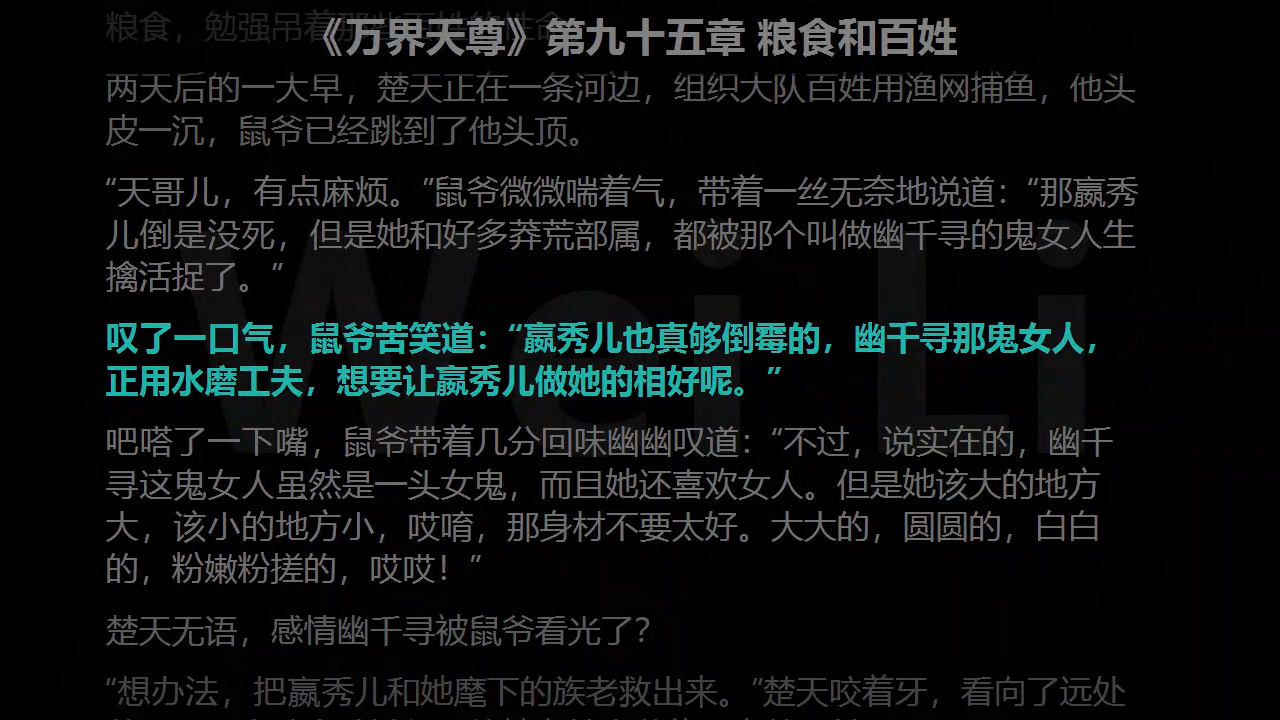 粮食，勉强吊着那些百姓的性命
《万界天尊》第九十五章 粮食和百姓
两天后的一大早，楚天正在一条河边，组织大队百姓用渔网捕鱼，他头
皮一沉，鼠爷已经跳到了他头顶。
“天哥儿，有点麻烦。”鼠爷微微喘着气，带着一丝无奈地说道：“那嬴秀
儿倒是没死，但是她和好多莽荒部属，都被那个叫做幽千寻的鬼女人生
擒活捉了。”
叹了一口气，鼠爷苦笑道：“嬴秀儿也真够倒霉的，幽千寻那鬼女人，
正用水磨工夫，想要让嬴秀儿做她的相好呢。”
吧嗒了一下嘴，鼠爷带着几分回味幽幽叹道：“不过，说实在的，幽千
寻这鬼女人虽然是一头女鬼，而且她还喜欢女人。但是她该大的地方
大，该小的地方小，哎唷，那身材不要太好。大大的，圆圆的，白白
的，粉嫩粉搓的，哎哎！”
楚天无语，感情幽千寻被鼠爷看光了？
“想办法，把嬴秀儿和她麾下的族老救出来。”楚天咬着牙，看向了远处
Wei Li